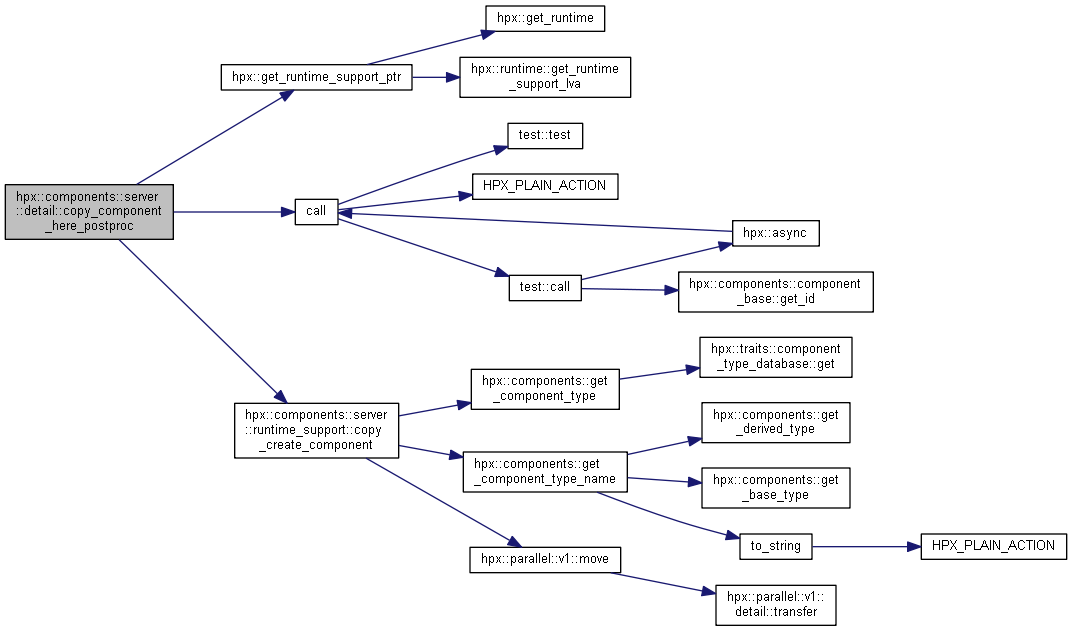 hpx::get_runtime
hpx::get_runtime_support_ptr
hpx::runtime::get_runtime
_support_lva
test::test
HPX_PLAIN_ACTION
hpx::components::server
::detail::copy_component
_here_postproc
call
hpx::async
test::call
hpx::components::component
_base::get_id
hpx::traits::component
_type_database::get
hpx::components::get
_component_type
hpx::components::server
::runtime_support::copy
_create_component
hpx::components::get
_derived_type
hpx::components::get
_component_type_name
hpx::components::get
_base_type
to_string
HPX_PLAIN_ACTION
hpx::parallel::v1::move
hpx::parallel::v1::
detail::transfer